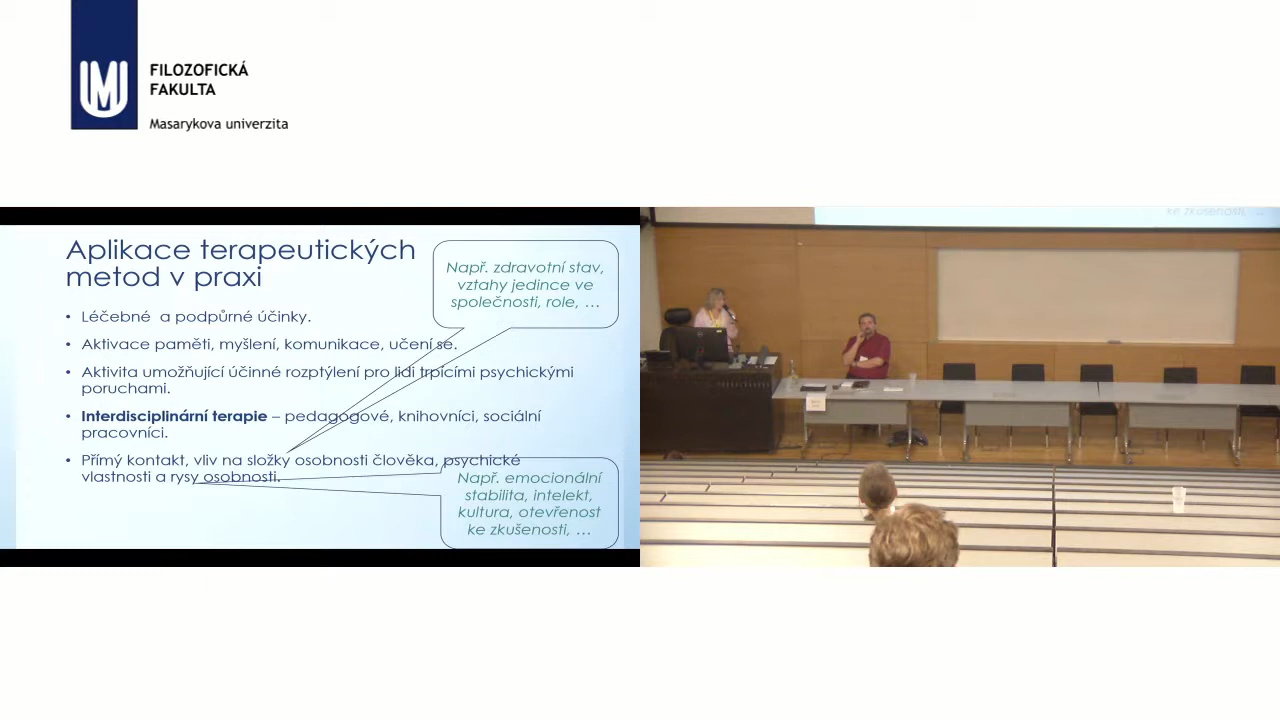 FILOZOFICKÁ
FAKULTA
Masarykova univerzita
Aplikace terapeutických
metod v praxi
• Léčebné a podpůrné účinky.
• Aktivace paměti, myšlení, komunikace, učení se.
• Aktivita umožňující účinné rozptýlení pro lidi trpícími psychickými
poruchami.
• Interdisciplinární terapie – pedagogové, knihovníci, sociální
pracovníci.
• Přímý kontakt, vliv na složky osobnosti člověka, psychické
vlastnosti a rysy osobnosti.
Např. zdravotní stav,
vztahy jedince ve
společnosti, role, …
Např. emocionální
stabilita, intelekt,
kultura, otevřenost
ke zkušenosti, …
ke zkušenosti, …